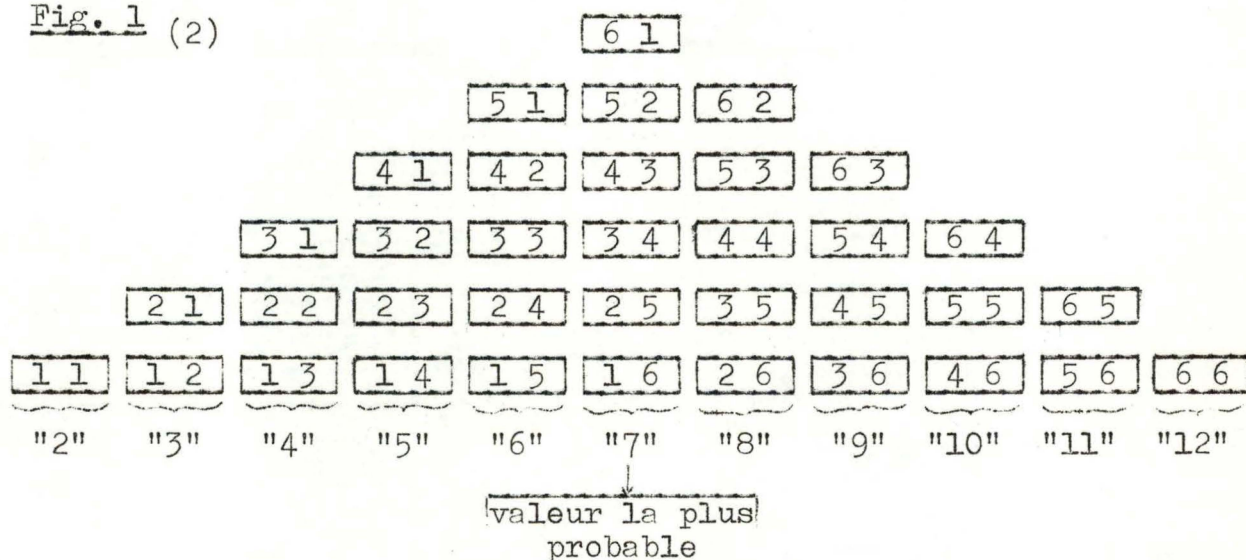 Fig. 1 (2)
6 1
5 1 5 2 6 2
4 1 4 2 4 3 5 3 6 3
3 1 3 2 3 3 3 4 4 4 5 4 6 4
2 1 2 2 2 3 2 4 2 5 3 5 4 5 5 5 6 5
1 1 1 2 1 3 1 4 1 5 1 6 2 6 3 6 4 6 5 6 6 6
"2" "3" "4" "5" "6" "7" "8" "9" "10" "11" "12"
valeur la plus
probable